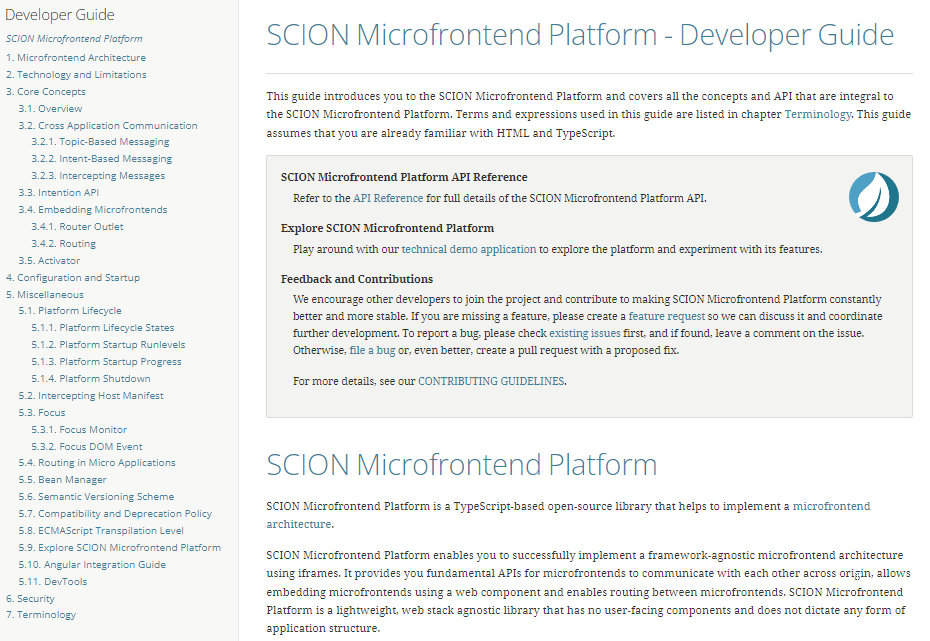 Developer Guide
SCION Microfrontend Platform
1. Microfrontend Architecture
2. Technology and Limitations
3. Core Concepts
3.1. Overview
3.2. Cross Application Communication
3.2.1. Topic-Based Messaging
3.2.2. Intent-Based Messaging
3.2.3. Intercepting Messages
3.3. Intention API
3.4. Embedding Microfrontends
3.4.1. Router Outlet
3.4.2. Routing
3.5. Activator
4. Configuration and Startup
5. Miscellaneous
5.1. Platform Lifecycle
5.1.1. Platform Lifecycle States
5.1.2. Platform Startup Runlevels
5.1.3. Platform Startup Progress
5.1.4. Platform Shutdown
5.2. Intercepting Host Manifest
5.3. Focus
5.3.1. Focus Monitor
5.3.2. Focus DOM Event
5.4. Routing in Micro Applications
5.5. Bean Manager
5.6. Semantic Versioning Scheme
5.7. Compatibility and Deprecation Policy
5.8. ECMAScript Transpilation Level
5.9. Explore SCION Microfrontend Platform
5.10. Angular Integration Guide
5.11. DevTools
6. Security
7. Terminology
SCION Microfrontend Platform - Developer Guide
This guide introduces you to the SCION Microfrontend Platform and covers all the concepts and API that are integral to
the SCION Microfrontend Platform. Terms and expressions used in this guide are listed in chapter Terminology. This guide
assumes that you are already familiar with HTML and TypeScript.
SCION Microfrontend Platform API Reference
Refer to the API Reference for full details of the SCION Microfrontend Platform API.
Explore SCION Microfrontend Platform
Play around with our technical demo application to explore the platform and experiment with its features.
Feedback and Contributions
We encourage other developers to join the project and contribute to making SCION Microfrontend Platform constantly
better and more stable. If you are missing a feature, please create a feature request so we can discuss it and coordinate
further development. To report a bug, please check existing issues first, and if found, leave a comment on the issue.
Otherwise, file a bug or, even better, create a pull request with a proposed fix.
For more details, see our CONTRIBUTING GUIDELINES.
SCION Microfrontend Platform
SCION Microfrontend Platform is a TypeScript-based open-source library that helps to implement a microfrontend
architecture.
SCION Microfrontend Platform enables you to successfully implement a framework-agnostic microfrontend architecture
using iframes. It provides you fundamental APIs for microfrontends to communicate with each other across origin, allows
embedding microfrontends using a web component and enables routing between microfrontends. SCION Microfrontend
Platform is a lightweight, web stack agnostic library that has no user-facing components and does not dictate any form of
application structure.